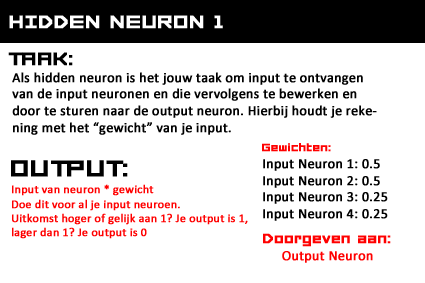 HIDDEN NEURON 1
TAAK:
Als hidden neuron is het jouw taak om input te ontvangen
van de input neuronen en die vervolgens te bewerken en
door te sturen naar de output neuron. Hierbij houdt je reke-
ning met het “gewicht” van je input.
OUTPUT:
Input van neuron * gewicht
Doe dit voor al je input neuroen.
Uitkomst hoger of gelijk aan 1? Je output is 1,
lager dan 1? Je output is 0
Gewichten:
Input Neuron 1: 0.5
Input Neuron 2: 0.5
Input Neuron 3: 0.25
Input Neuron 4: 0.25
Doorgeven aan:
Output Neuron